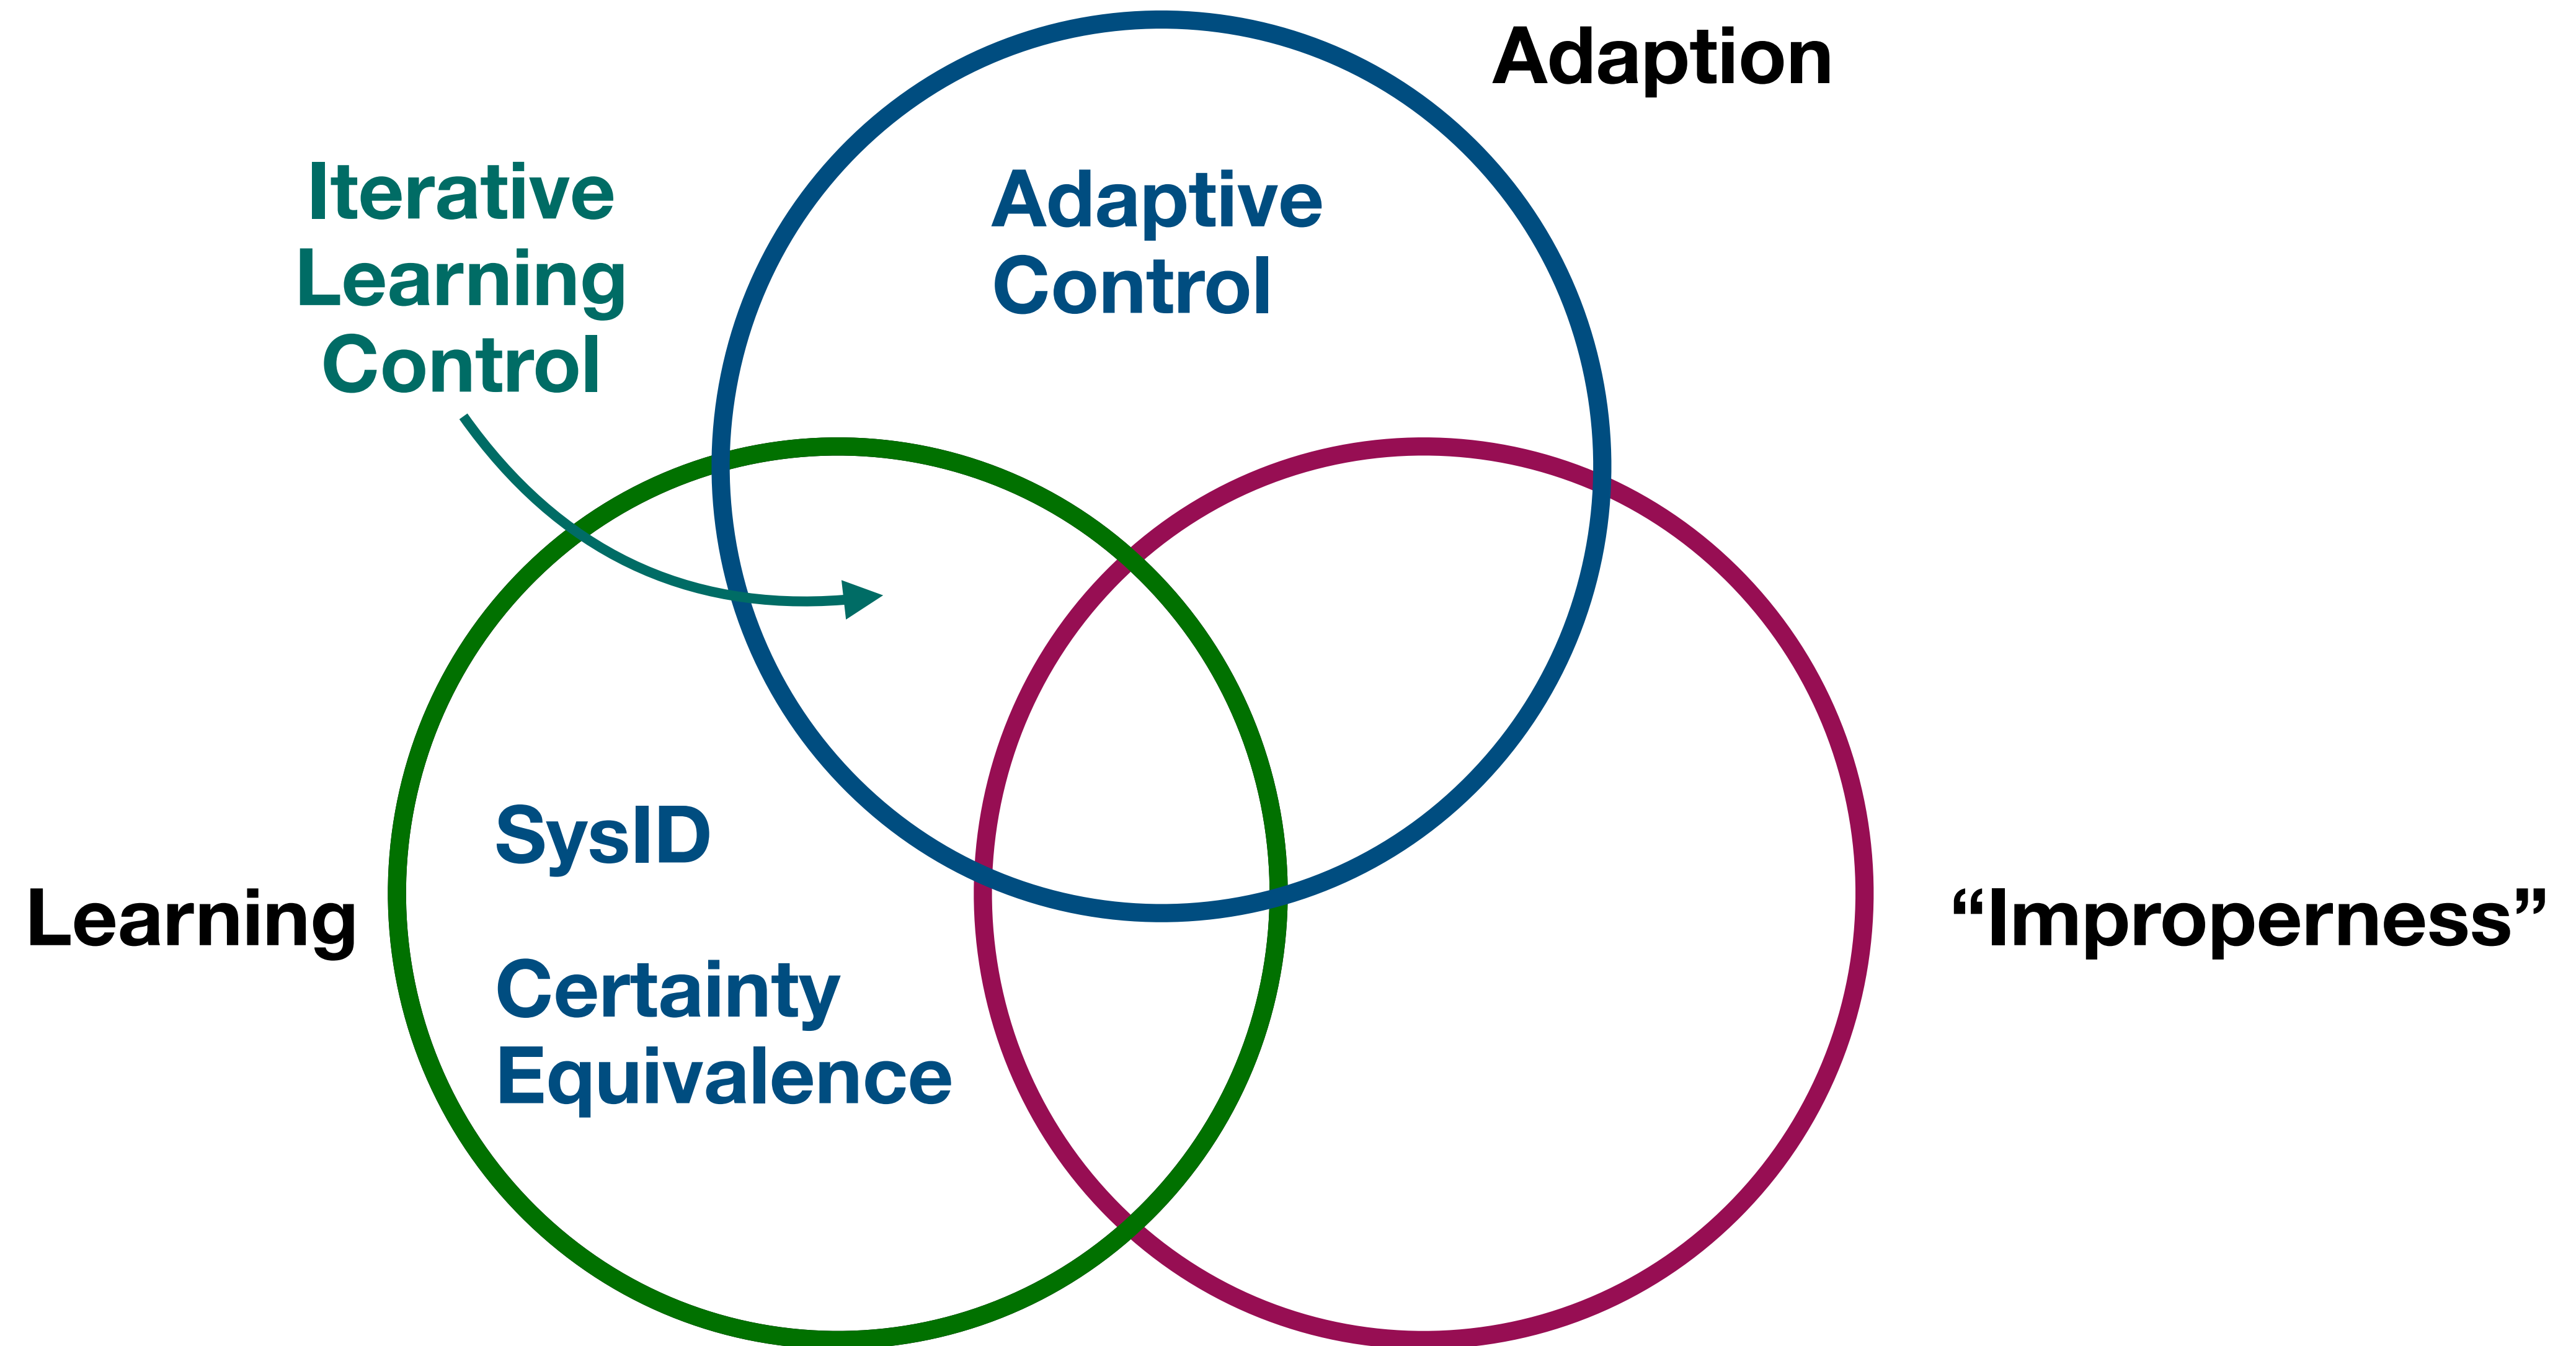 Adaption
Iterative
Learning
Control
Adaptive
Control
SysID
Learning
“Improperness”
Certainty
Equivalence